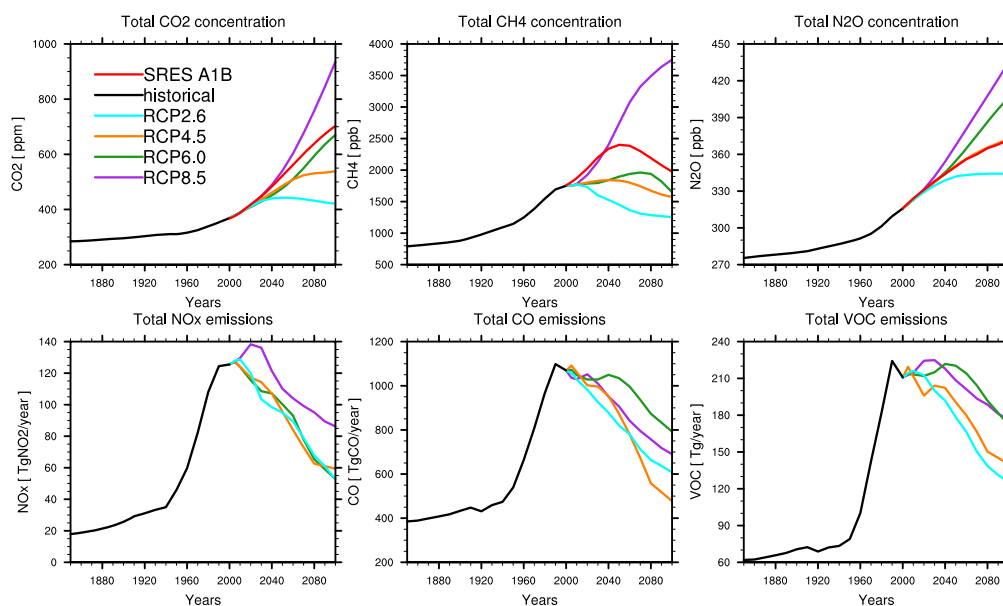 Total CO2 concentration
1000
800
600
400
200
CO2 [ ppm ]
SRES A1B
historical
RCP2.6
RCP4.5
RCP6.0
RCP8.5
1880 1920 1960 2000 2040 2080
Years
Total CH4 concentration
4000
3500
3000
2500
2000
1500
1000
500
CH4 [ ppb ]
1880 1920 1960 2000 2040 2080
Years
Total N2O concentration
450
420
390
360
330
300
270
N2O [ ppb ]
1880 1920 1960 2000 2040 2080
Years
Total NOx emissions
140
120
100
80
60
40
20
0
NOx [ TgNO2/year ]
1880 1920 1960 2000 2040 2080
Years
Total CO emissions
1200
1000
800
600
400
200
CO [ TgCO/year ]
1880 1920 1960 2000 2040 2080
Years
Total VOC emissions
240
210
180
150
120
90
60
VOC [ Tg/year ]
1880 1920 1960 2000 2040 2080
Years